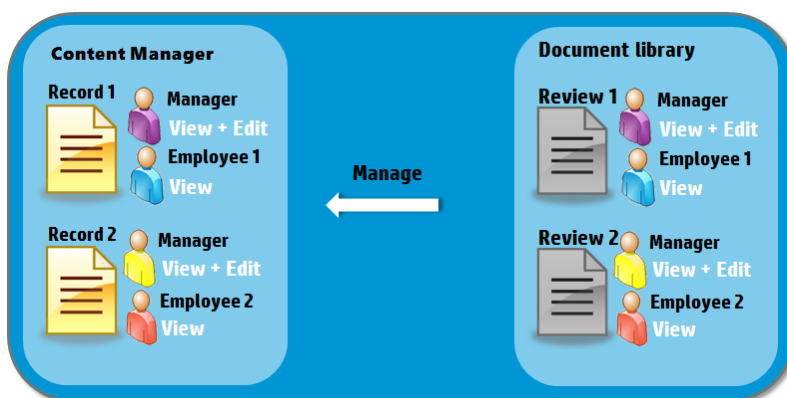 Content Manager
Record 1
Manager
View + Edit
Employee 1
View
Record 2
Manager
View + Edit
Employee 2
View
Manage
Document library
Review 1
Manager
View + Edit
Employee 1
View
Review 2
Manager
View + Edit
Employee 2
View